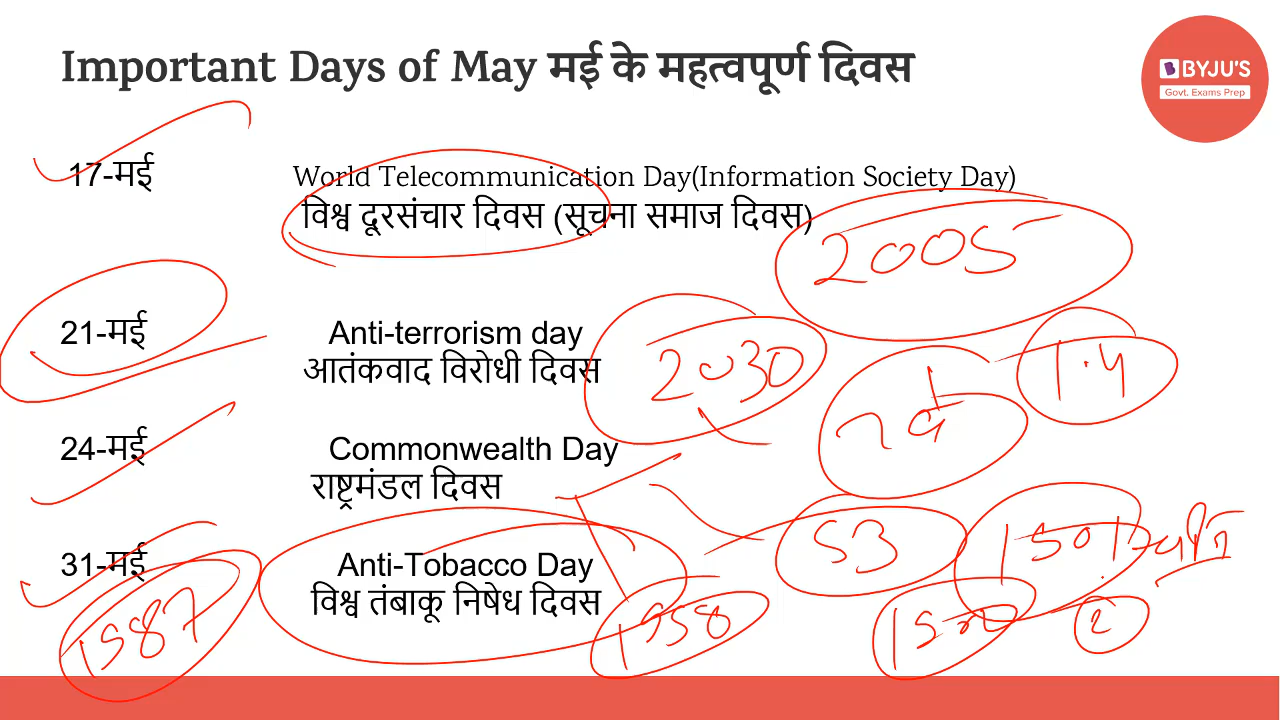 Important Days of May मई के महत्वपूर्ण दिवस
BYJU'S
Govt. Exams Prep
17-मई World Telecommunication Day(Information Society Day)
विश्व दूरसंचार दिवस (सूचना समाज दिवस)
2005
21-मई Anti-terrorism day
आतंकवाद विरोधी दिवस
2030
1.4
24-मई Commonwealth Day
राष्ट्रमंडल दिवस
53
31-मई Anti-Tobacco Day
विश्व तंबाकू निषेध दिवस
1987
1958
2